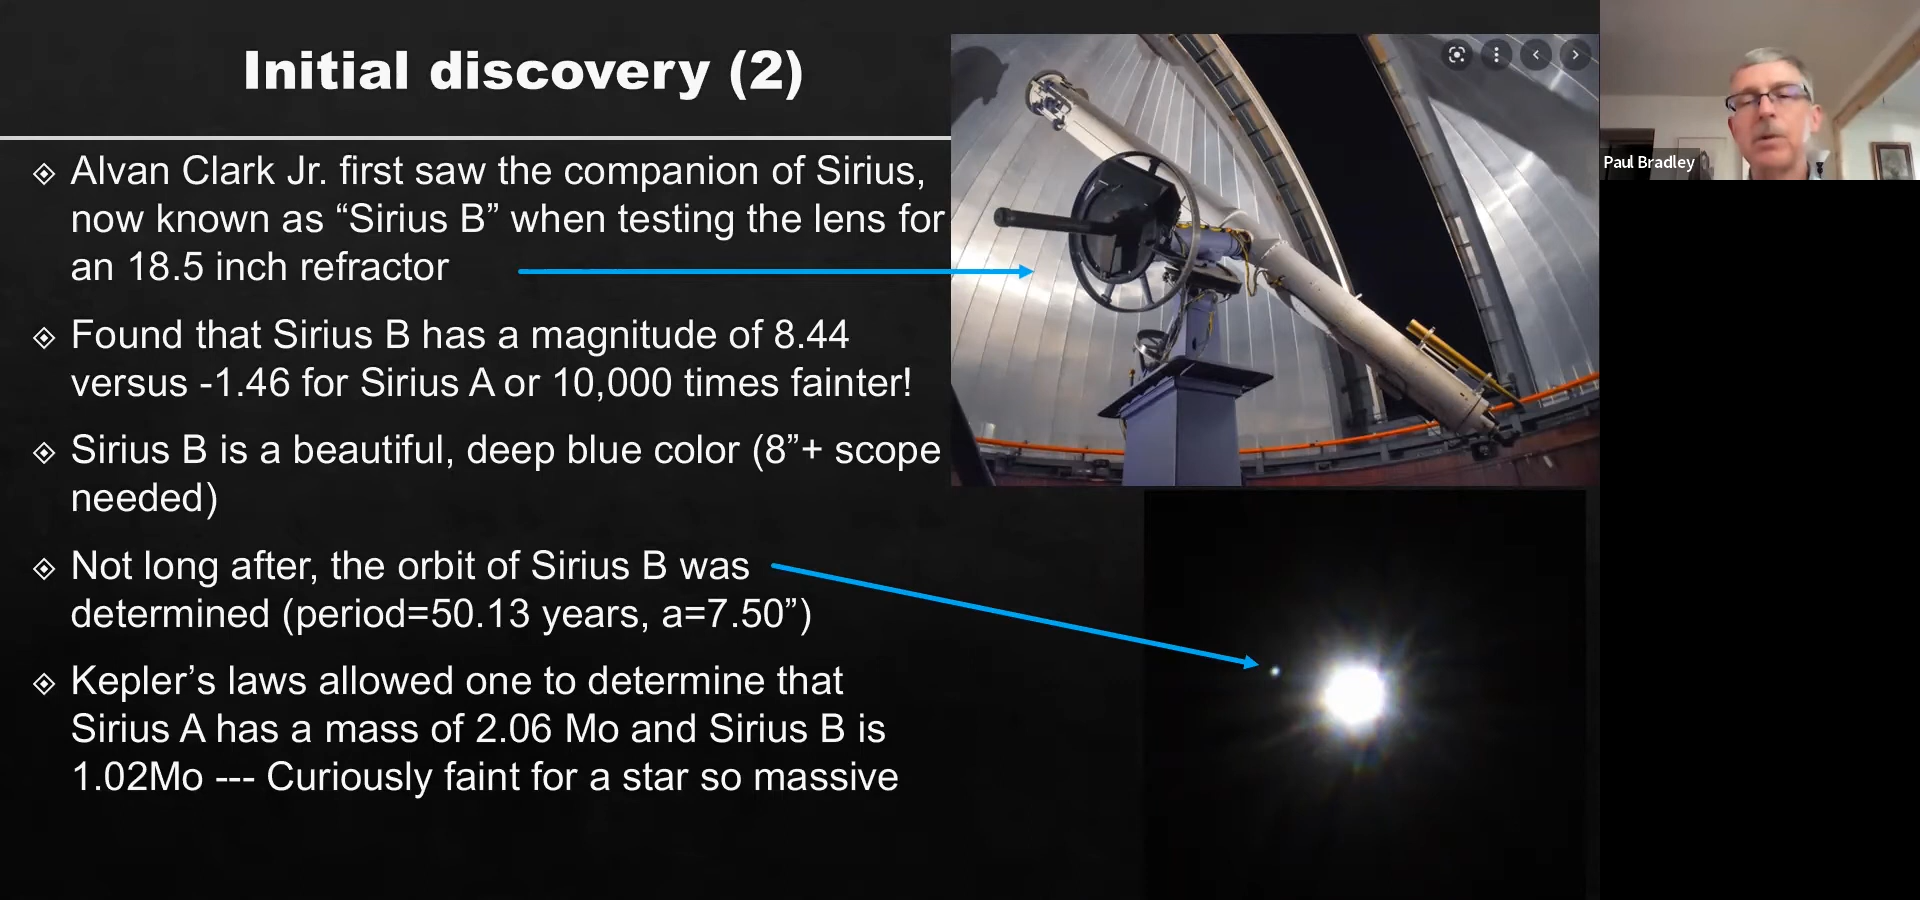 Initial discovery (2)
Alvan Clark Jr. first saw the companion of Sirius,
now known as “Sirius B” when testing the lens for
an 18.5 inch refractor
Found that Sirius B has a magnitude of 8.44
versus -1.46 for Sirius A or 10,000 times fainter!
Sirius B is a beautiful, deep blue color (8”+ scope
needed)
Not long after, the orbit of Sirius B was
determined (period=50.13 years, a=7.50”)
Kepler’s laws allowed one to determine that
Sirius A has a mass of 2.06 Mo and Sirius B is
1.02Mo --- Curiously faint for a star so massive
Paul Bradley